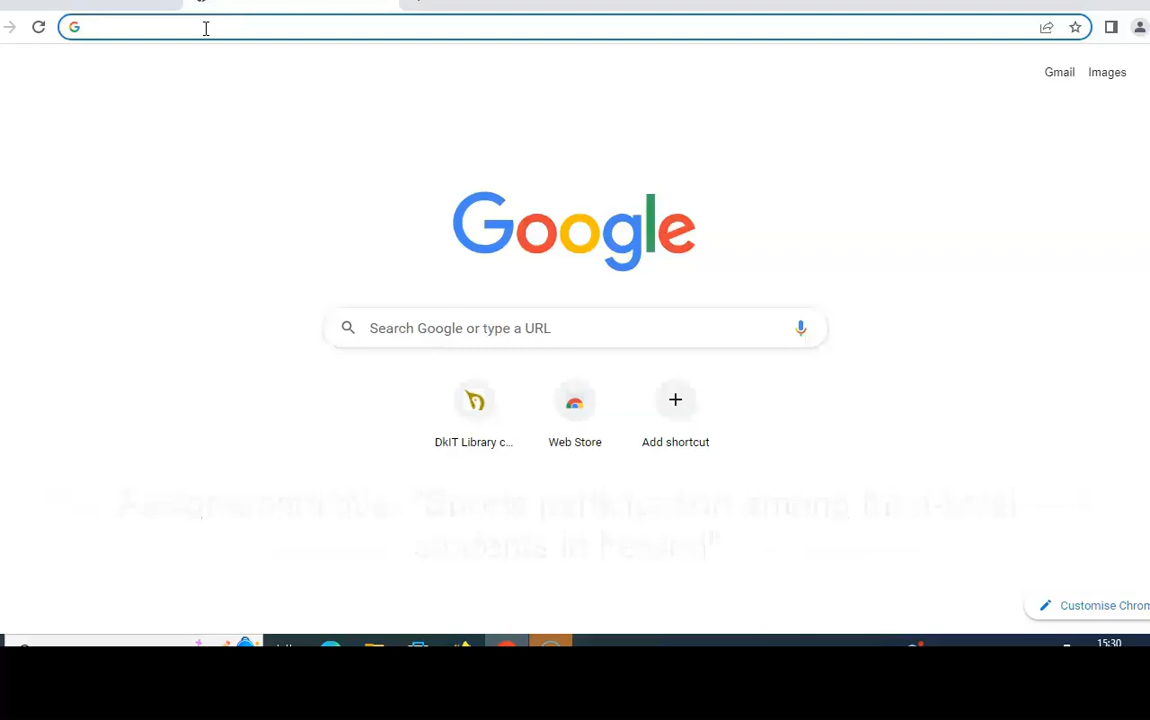 Gmail Images
Google
Search Google or type a URL
DkIT Library c... Web Store Add shortcut
Assignment title: "Sports participation among third-level
students in Ireland"
Customise Chrom
15:30